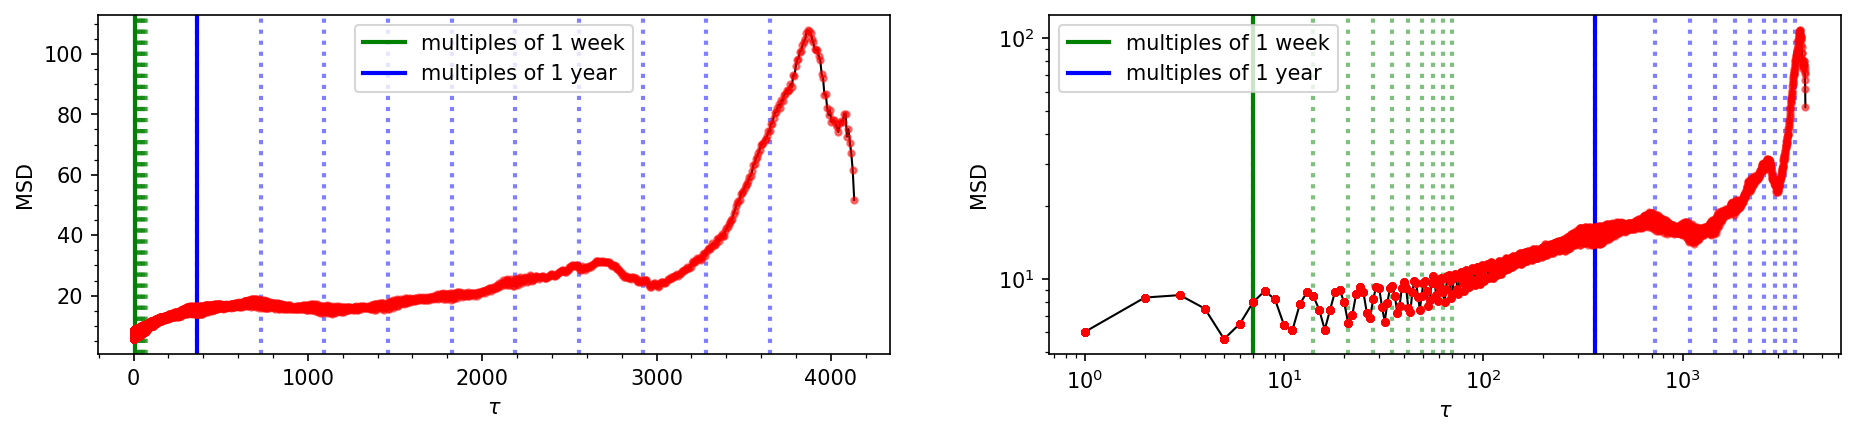 multiples of 1 week
multiples of 1 year
MSD
100
80
60
40
20
0
1000
2000
3000
4000
τ
multiples of 1 week
multiples of 1 year
MSD
10²
10¹
10⁰
10¹
10²
10³
τ